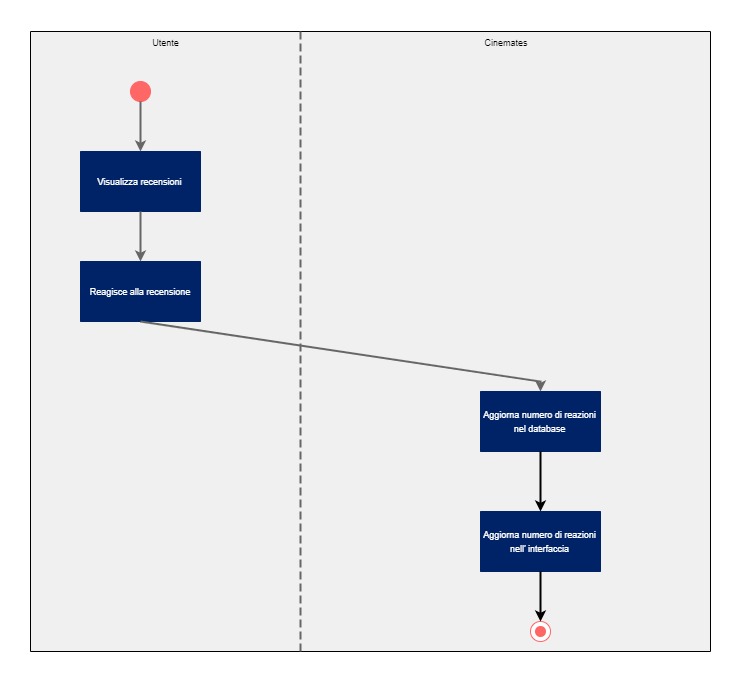 Utente
Cinemates
Visualizza recensioni
Reagisce alla recensione
Aggiorna numero di reazioni
nel database
Aggiorna numero di reazioni
nell' interfaccia